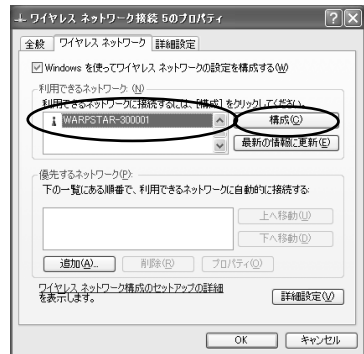 ワイヤレス ネットワーク接続 5のプロパティ
全般 ワイヤレス ネットワーク 詳細設定
Windows を使ってワイヤレス ネットワークの設定を構成する(W)
利用できるネットワーク:(N)
利用できるネットワークに接続するには、[構成] をクリックしてください。
WARPSTAR-300001
構成(C)
最新の情報に更新(E)
優先するネットワーク(P):
下の一覧にある順番で、利用できるネットワークに自動的に接続する:
上へ移動(U)
下へ移動(D)
追加(A)... 削除(R) プロパティ(O)
ワイヤレス ネットワーク構成のセットアップの詳細
を表示します。
詳細設定(V)
OK キャンセル